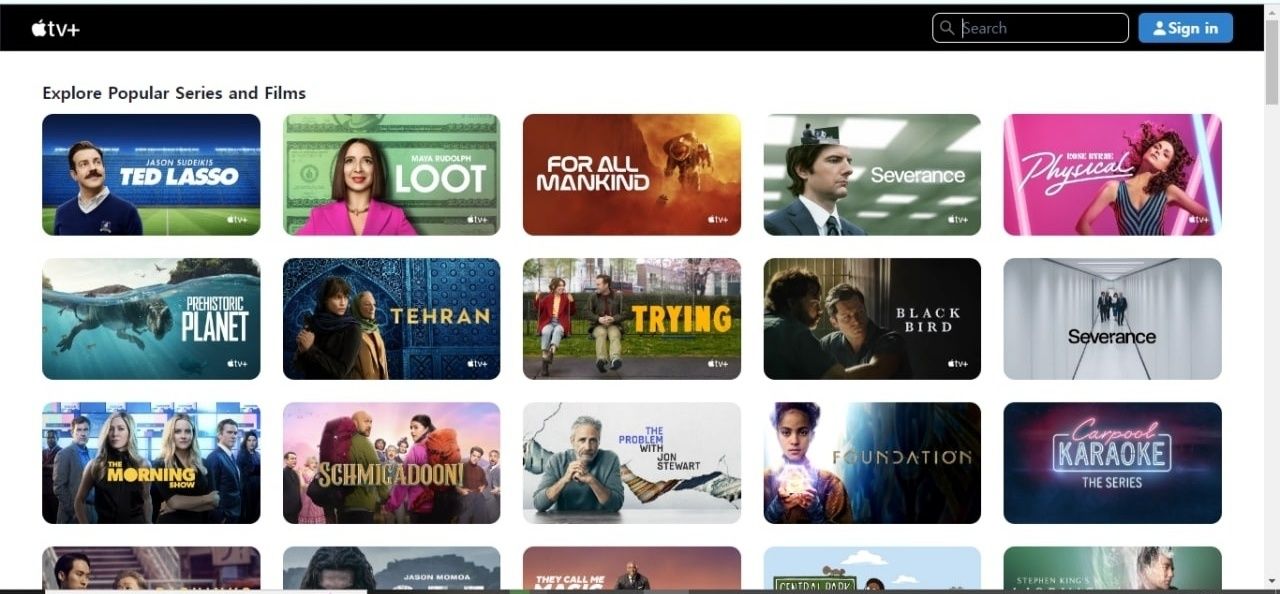 tv+
Search
Sign in
Explore Popular Series and Films
JASON SUDEIKIS
TED LASSO
MAYA RUDOLPH
LOOT
tv+
FOR ALL
MANKIND
tv+
Severance
tv+
ROSE BYRNE
Physical
tv+
PREHISTORIC
PLANET
tv+
TEHRAN
tv+
TRYING
tv+
BLACK
BIRD
tv+
Severance
THE
MORNING
SHOW
SCHMIGADOON!
THE
PROBLEM
WITH
JON
STEWART
FOUNDATION
Carpool
KARAOKE
THE SERIES
JASON MOMOA
THEY CALL ME
MAGIC
CENTRAL PARK
STEPHEN KING'S